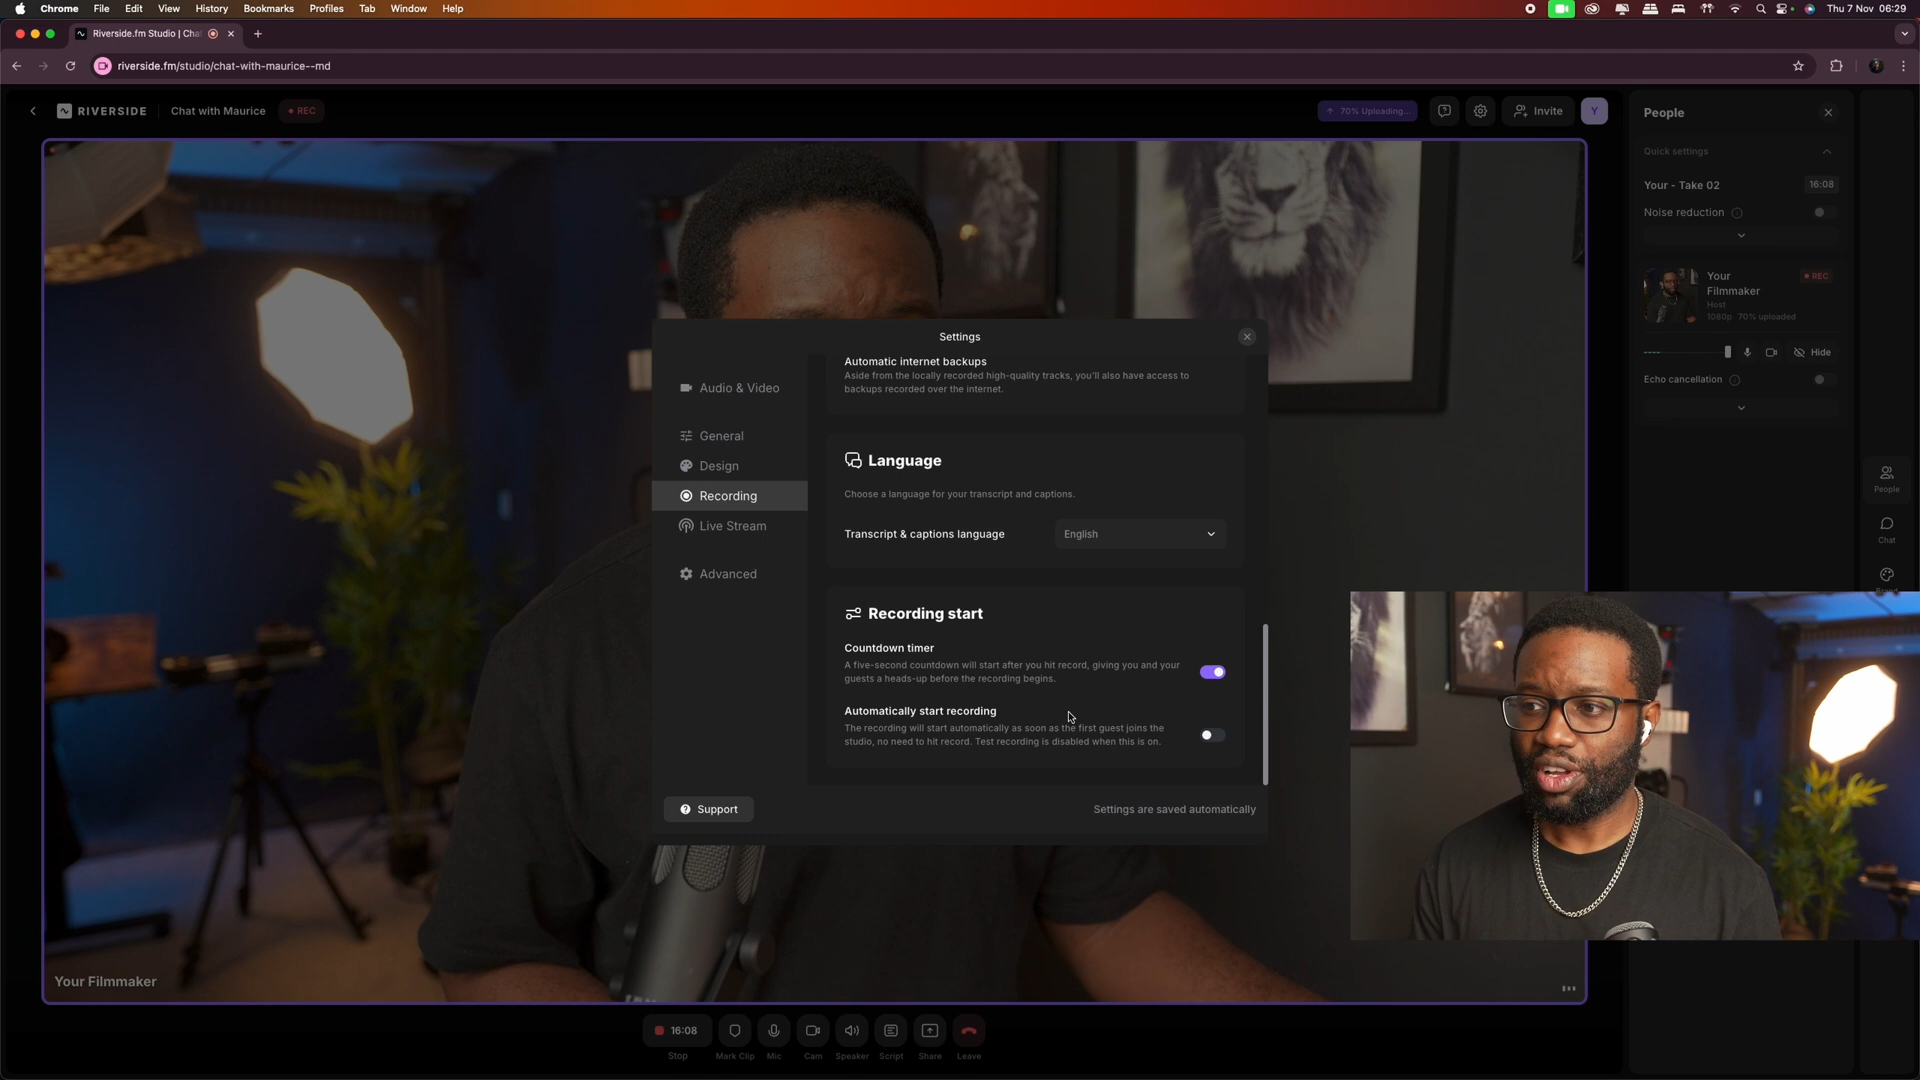 Chrome File Edit View History Bookmarks Profiles Tab Window Help
Thu 7 Nov 06:29
Riverside.fm Studio | Cha
riverside.fm/studio/chat-with-maurice--md
RIVERSIDE Chat with Maurice REC
70% Uploading...
Invite
Y
People
Quick settings
Your - Take 02 16:08
Noise reduction
Your Filmmaker
REC
Host
1080p 70% uploaded
Hide
Echo cancellation
People
Chat
Settings
Audio & Video
General
Design
Recording
Live Stream
Advanced
Support
Automatic internet backups
Aside from the locally recorded high-quality tracks, you'll also have access to
backups recorded over the internet.
Language
Choose a language for your transcript and captions.
Transcript & captions language English
Recording start
Countdown timer
A five-second countdown will start after you hit record, giving you and your
guests a heads-up before the recording begins.
Automatically start recording
The recording will start automatically as soon as the first guest joins the
studio, no need to hit record. Test recording is disabled when this is on.
Settings are saved automatically
Your Filmmaker
16:08
Stop Mark Clip Mic Cam Speaker Script Share Leave